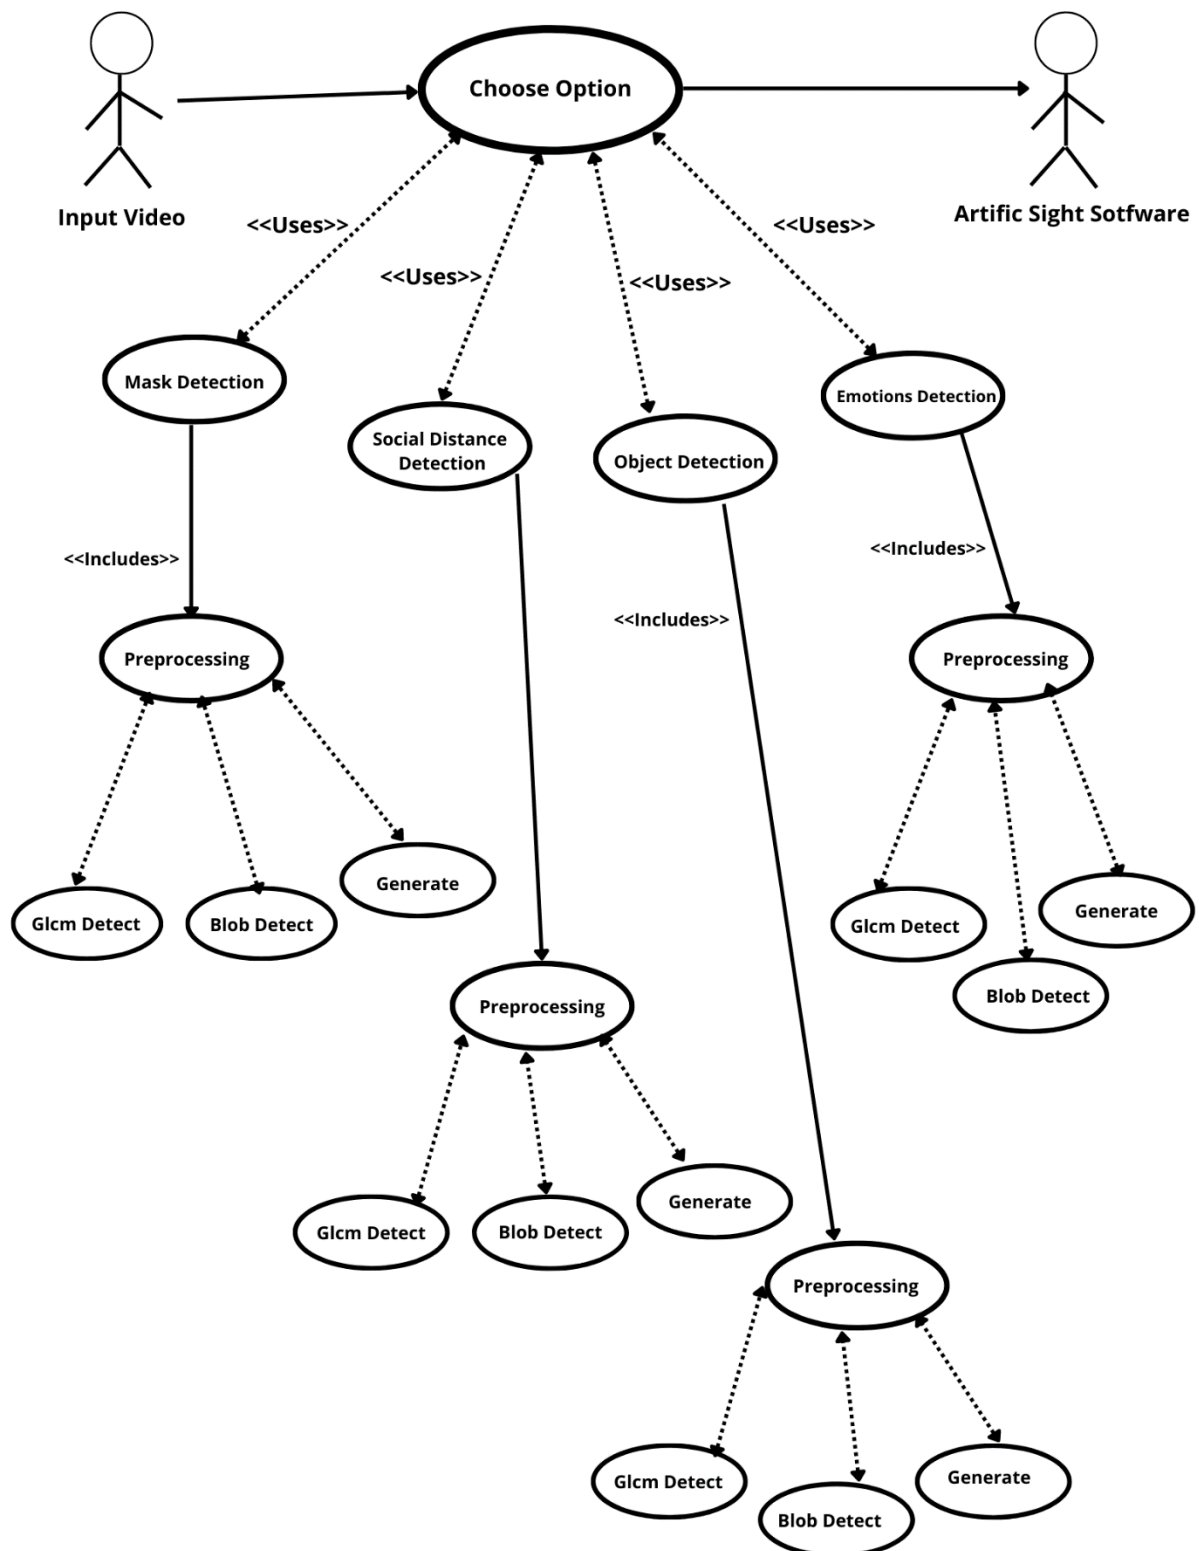 Choose Option
Input Video
Artific Sight Sotfware
<<Uses>>
<<Uses>>
<<Uses>>
<<Uses>>
Mask Detection
Social Distance
Detection
Object Detection
Emotions Detection
<<Includes>>
<<Includes>>
<<Includes>>
Preprocessing
Preprocessing
Glcm Detect
Blob Detect
Generate
Glcm Detect
Blob Detect
Generate
Preprocessing
Glcm Detect
Blob Detect
Generate
Preprocessing
Glcm Detect
Blob Detect
Generate